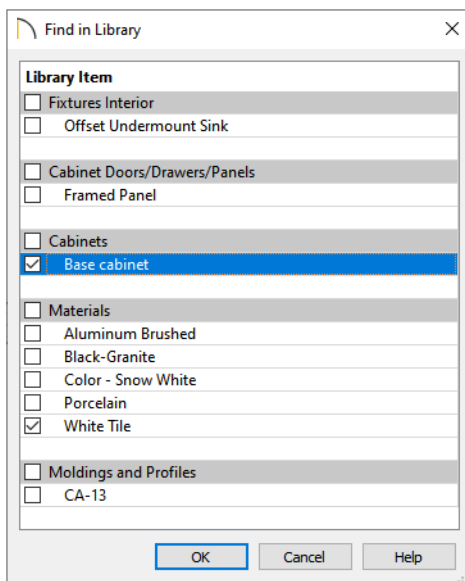 Find in Library
Library Item
Fixtures Interior
Offset Undermount Sink
Cabinet Doors/Drawers/Panels
Framed Panel
Cabinets
Base cabinet
Materials
Aluminum Brushed
Black-Granite
Color - Snow White
Porcelain
White Tile
Moldings and Profiles
CA-13
OK Cancel Help